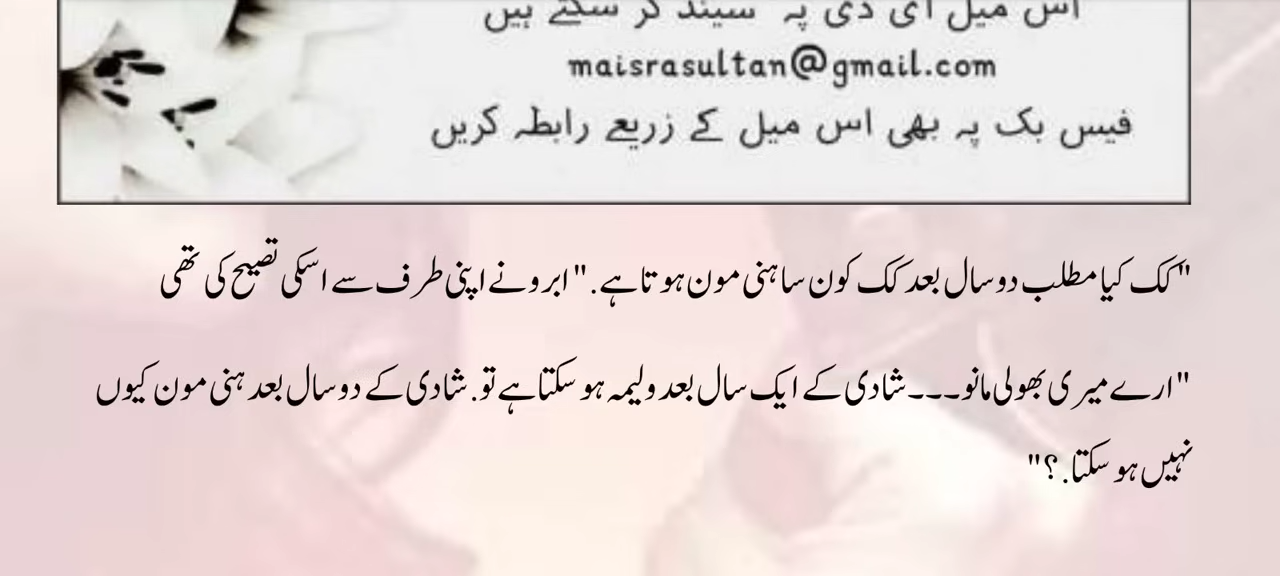 اس میل آی ڈی پہ سینڈ کر سکتے ہیں
maisrasultan@gmail.com
فیس بک پہ بھی اس میل کے زریعے رابطہ کریں
"کک کیا مطلب دو سال بعد کک کون سا ہنی مون ہوتا ہے." ابرو نے اپنی طرف سے اسکی تصیح کی تھی
"ارے میری بھولی مانو۔۔۔شادی کے ایک سال بعد ولیمہ ہو سکتا ہے تو. شادی کے دو سال بعد ہنی مون کیوں
نہیں ہو سکتا.؟"